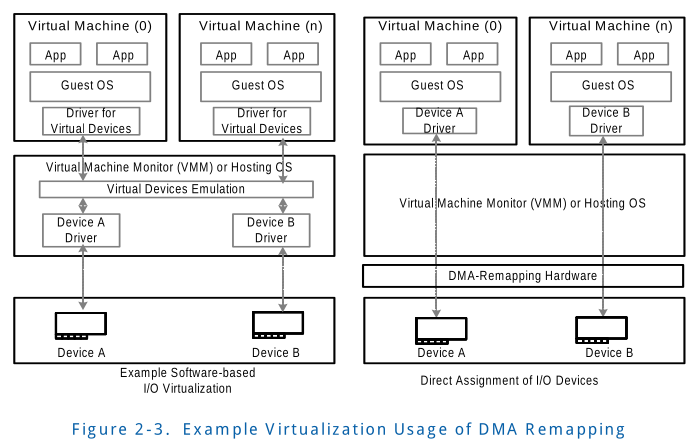 Virtual Machine (0)
App
App
Guest OS
Driver for
Virtual Devices
Virtual Machine (n)
App
App
Guest OS
Driver for
Virtual Devices
Virtual Machine Monitor (VMM) or Hosting OS
Virtual Devices Emulation
Device A
Driver
Device B
Driver
Device A
Device B
Example Software-based
I/O Virtualization
Virtual Machine (0)
App
App
Guest OS
Device A
Driver
Virtual Machine (n)
App
App
Guest OS
Device B
Driver
Virtual Machine Monitor (VMM) or Hosting OS
DMA-Remapping Hardware
Device A
Device B
Direct Assignment of I/O Devices
Figure 2-3. Example Virtualization Usage of DMA Remapping